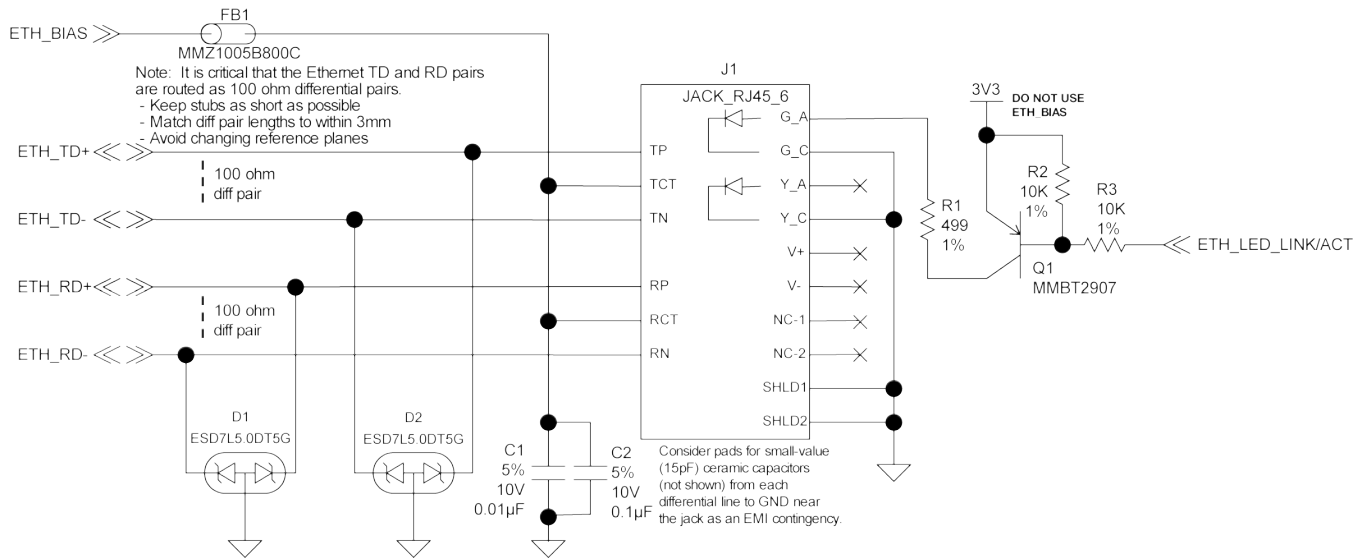 FB1
ETH_BIAS
MMZ1005B800C
Note: It is critical that the Ethernet TD and RD pairs
are routed as 100 ohm differential pairs.
- Keep stubs as short as possible
- Match diff pair lengths to within 3mm
- Avoid changing reference planes
ETH_TD+
100 ohm
diff pair
ETH_TD-
ETH_RD+
100 ohm
diff pair
ETH_RD-
D1
ESD7L5.0DT5G
D2
ESD7L5.0DT5G
C1
5%
10V
0.01µF
C2
5%
10V
0.1µF
J1
JACK_RJ45_6
TP
TCT
TN
RP
RCT
RN
G_A
G_C
Y_A
Y_C
V+
V-
NC-1
NC-2
SHLD1
SHLD2
Consider pads for small-value
(15pF) ceramic capacitors
(not shown) from each
differential line to GND near
the jack as an EMI contingency.
3V3
DO NOT USE
ETH_BIAS
R1
499
1%
R2
10K
1%
R3
10K
1%
ETH_LED_LINK/ACT
Q1
MMBT2907